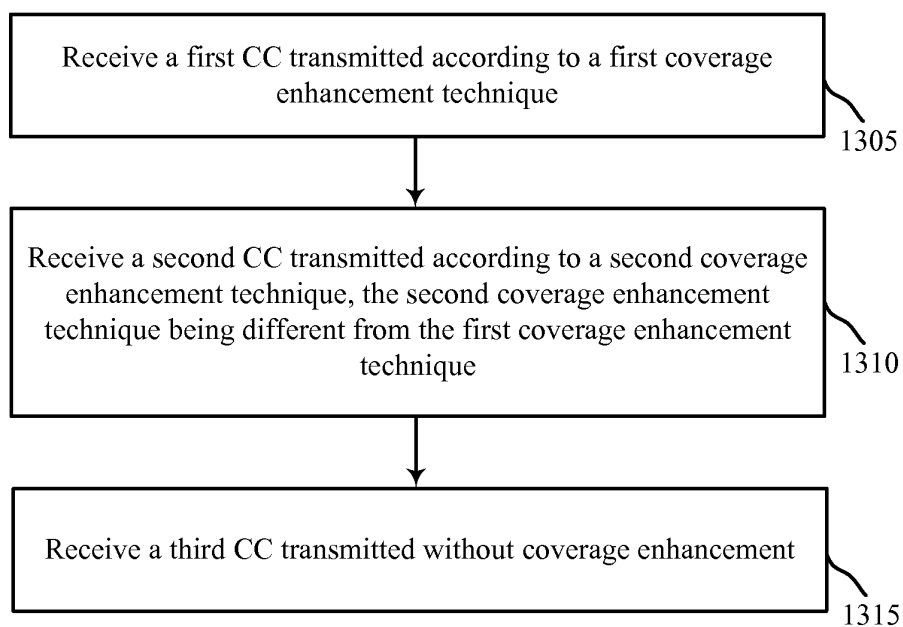 Receive a first CC transmitted according to a first coverage
enhancement technique
1305
Receive a second CC transmitted according to a second coverage
enhancement technique, the second coverage enhancement
technique being different from the first coverage enhancement
technique
1310
Receive a third CC transmitted without coverage enhancement
1315